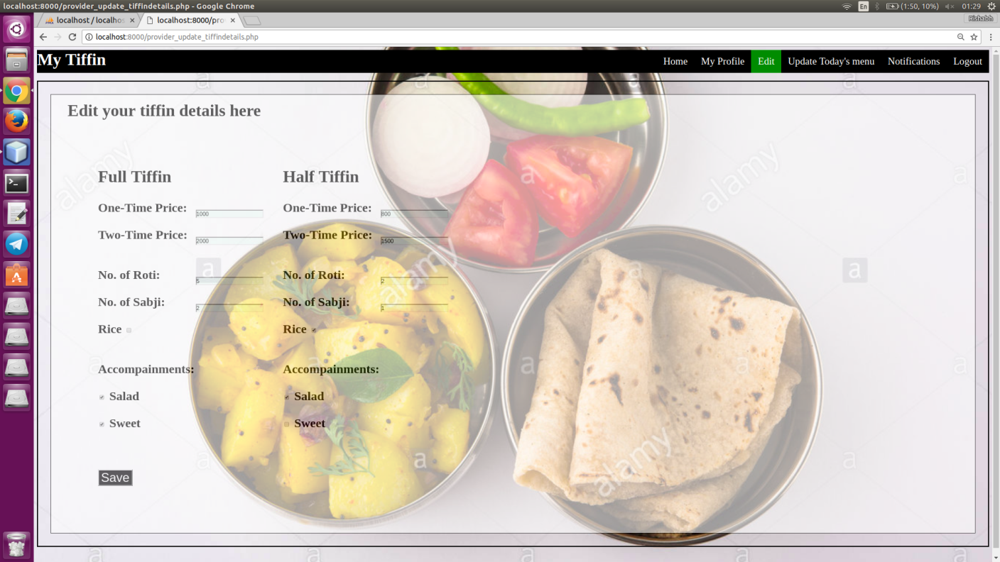 localhost:8000/provider_update_tiffindetails.php - Google Chrome
En (1:50, 10%) 01:29
localhost / localhos localhost:8000/pro Rishabh
localhost:8000/provider_update_tiffindetails.php
My Tiffin Home My Profile Edit Update Today's menu Notifications Logout
Edit your tiffin details here
Full Tiffin Half Tiffin
One-Time Price: 1000 One-Time Price: 800
Two-Time Price: 2000 Two-Time Price: 1500
No. of Roti: 5 No. of Roti: 2
No. of Sabji: 2 No. of Sabji: 1
Rice Rice
Accompainments: Accompainments:
Salad Salad
Sweet Sweet
Save
a a a
alamy a alamy a
a a a
alamy
a a a a
alamy a a
a a a a